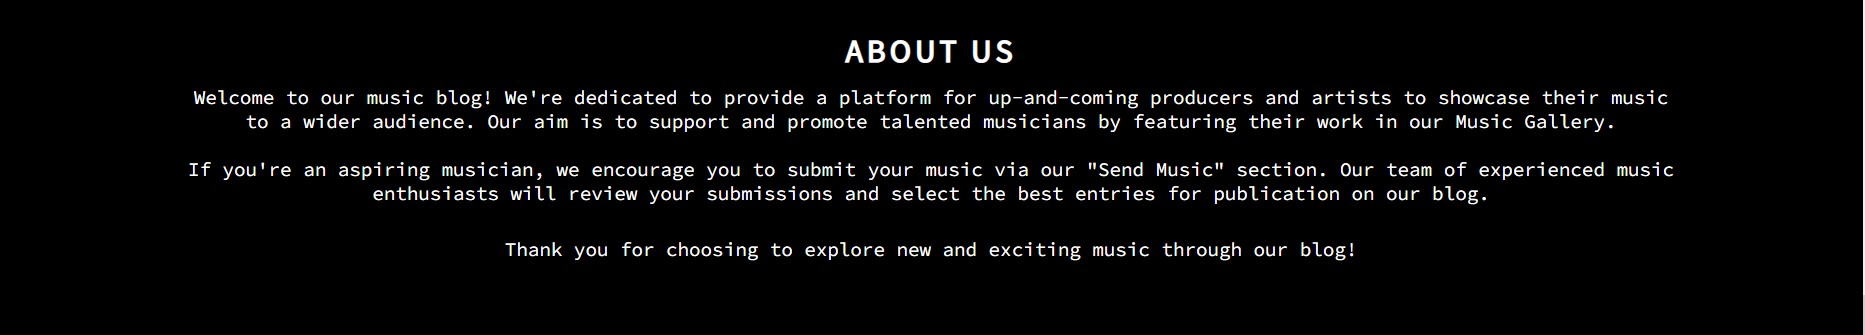 ABOUT US
Welcome to our music blog! We're dedicated to provide a platform for up-and-coming producers and artists to showcase their music
to a wider audience. Our aim is to support and promote talented musicians by featuring their work in our Music Gallery.
If you're an aspiring musician, we encourage you to submit your music via our "Send Music" section. Our team of experienced music
enthusiasts will review your submissions and select the best entries for publication on our blog.
Thank you for choosing to explore new and exciting music through our blog!